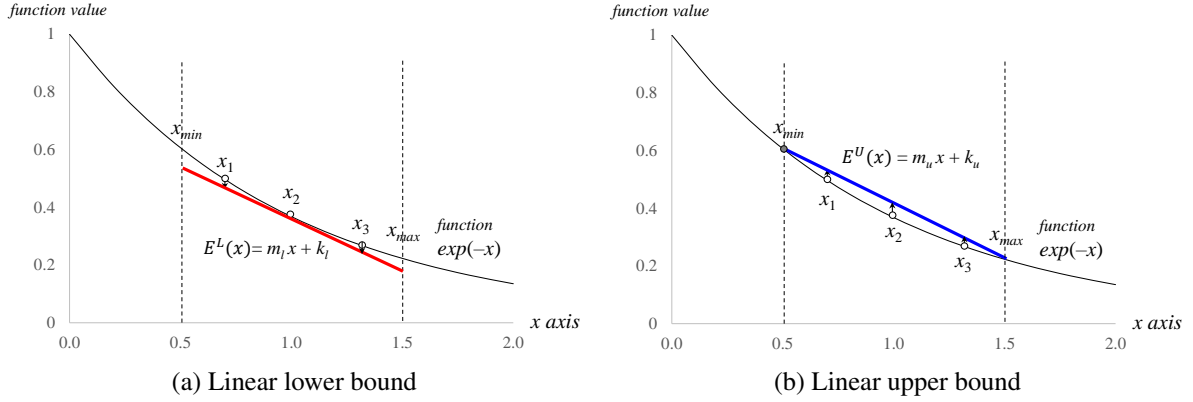 function value
1
0.8
0.6
0.4
0.2
0
0.0
0.5
1.0
1.5
2.0
x axis
x_min
x_1
x_2
x_3
x_max
E^L(x) = m_l x + k_l
function
exp(−x)
(a) Linear lower bound
function value
1
0.8
0.6
0.4
0.2
0
0.0
0.5
1.0
1.5
2.0
x axis
x_min
E^U(x) = m_u x + k_u
x_1
x_2
x_3
x_max
function
exp(−x)
(b) Linear upper bound